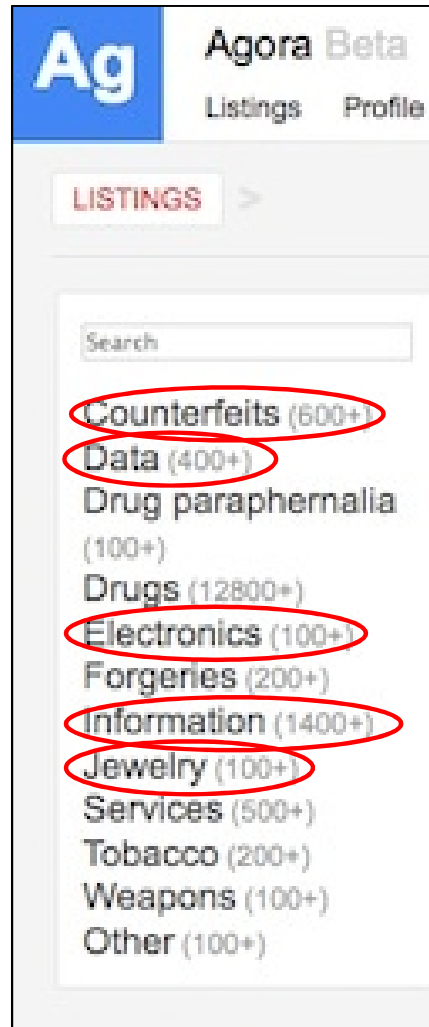 Ag
Agora Beta
Listings Profile
LISTINGS >
Search
Counterfeits (600+)
Data (400+)
Drug paraphernalia
(100+)
Drugs (12800+)
Electronics (100+)
Forgeries (200+)
Information (1400+)
Jewelry (100+)
Services (500+)
Tobacco (200+)
Weapons (100+)
Other (100+)